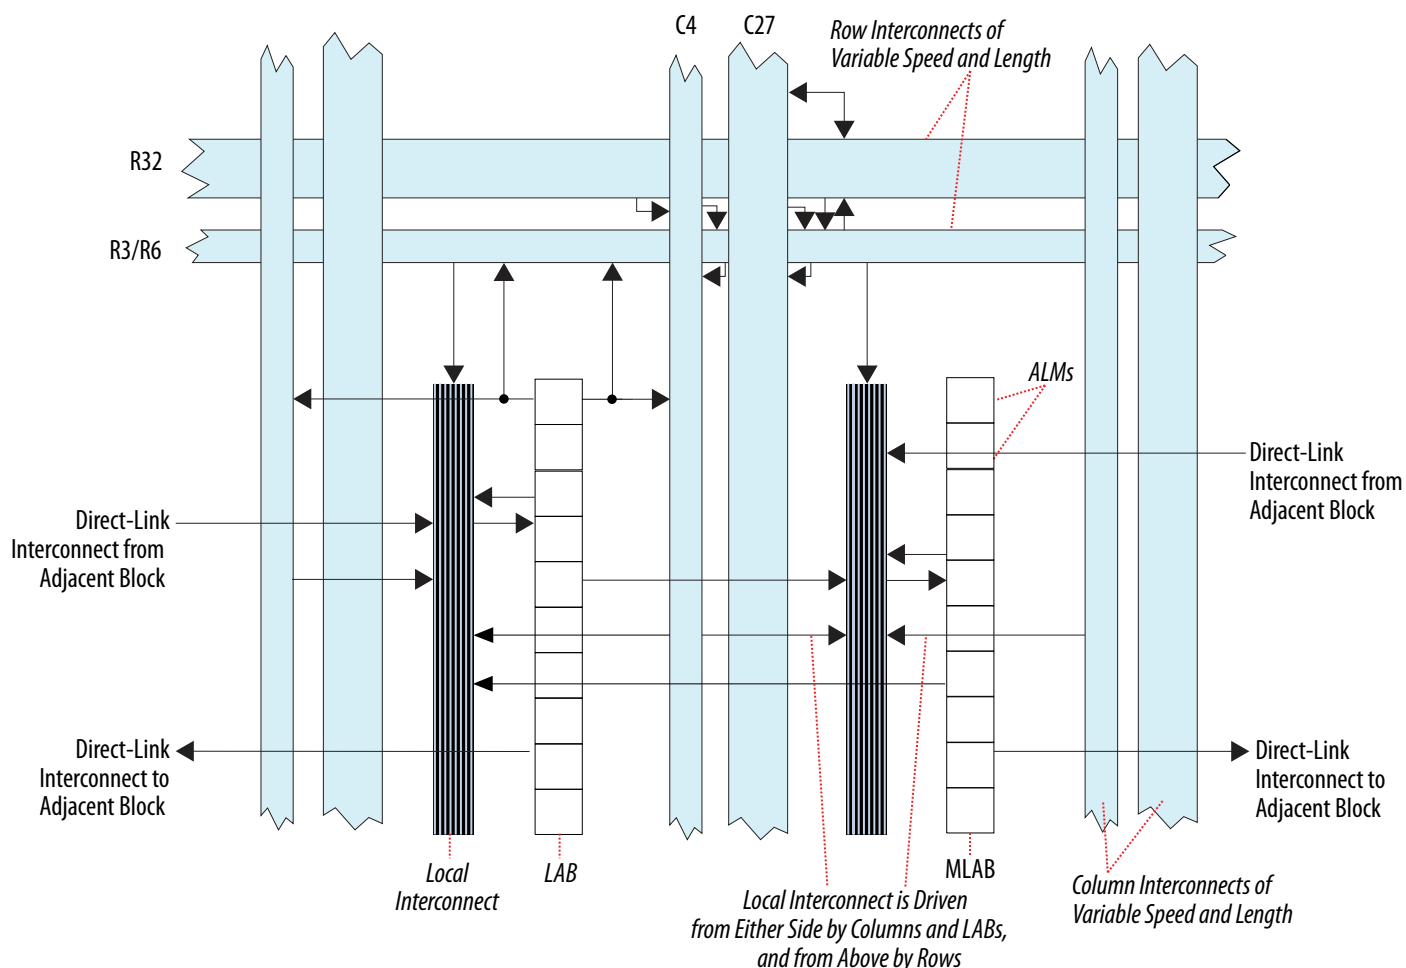 C4
C27
Row Interconnects of
Variable Speed and Length
R32
R3/R6
ALMs
Direct-Link
Interconnect from
Adjacent Block
Direct-Link
Interconnect from
Adjacent Block
Direct-Link
Interconnect to
Adjacent Block
Direct-Link
Interconnect to
Adjacent Block
Local
Interconnect
LAB
MLAB
Local Interconnect is Driven
from Either Side by Columns and LABs,
and from Above by Rows
Column Interconnects of
Variable Speed and Length